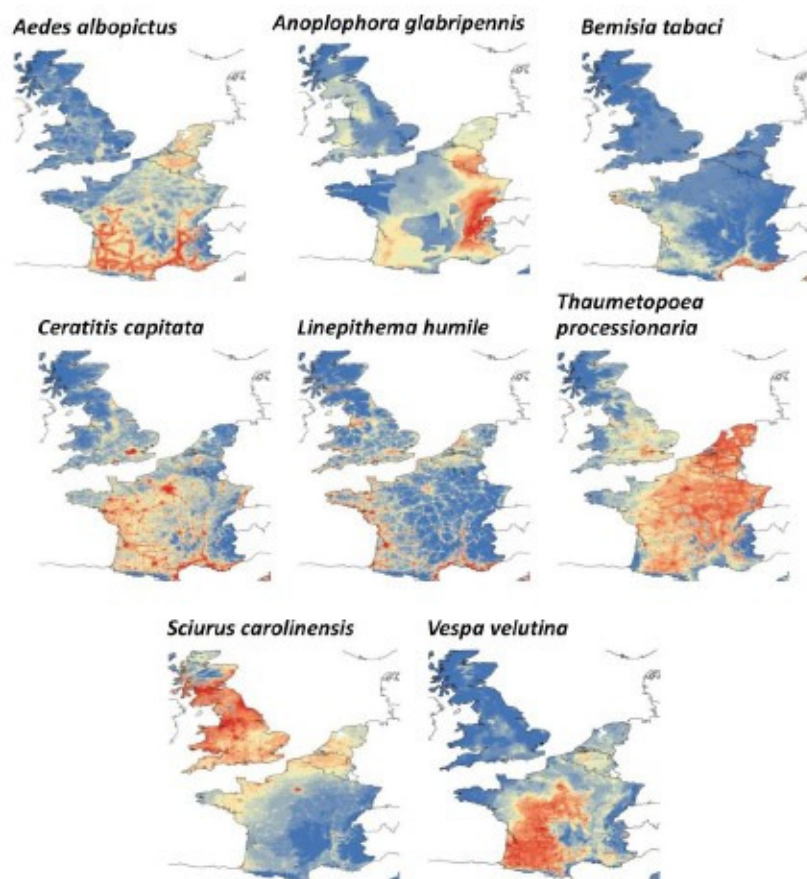 Aedes albopictus
Anoplophora glabripennis
Bemisia tabaci
Ceratitis capitata
Linepithema humile
Thaumetopoea
processionaria
Sciurus carolinensis
Vespa velutina